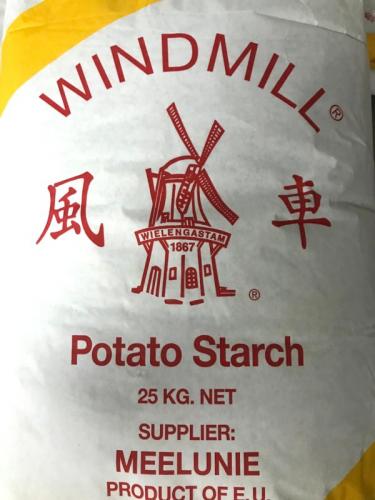 WINDMILL®
風 車
WIELENGASTAM
1867
®
Potato Starch
25 KG. NET
SUPPLIER:
MEELUNIE
PRODUCT OF E.U.